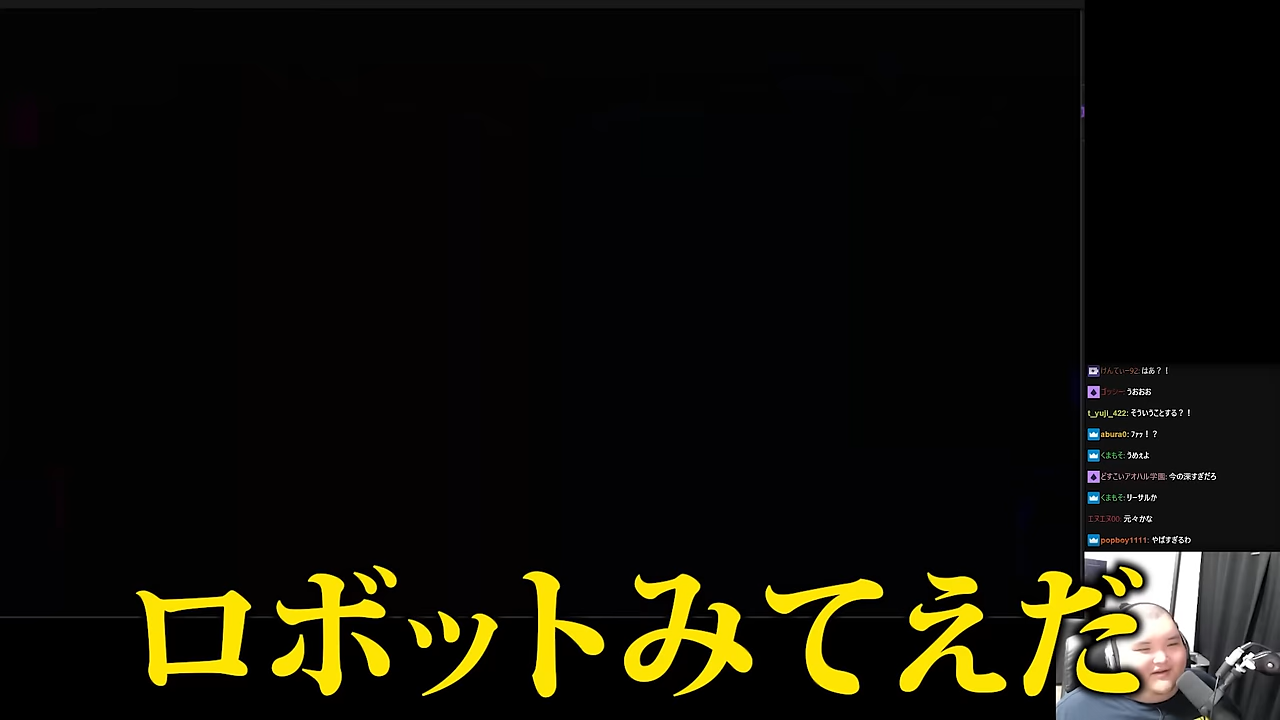 げんてぃー92: はあ？！
ゴッシー: うおおお
t_yuji_422: そういうことする？！
abura0: ﾌｧｯ！？
くまもそ: うめぇよ
どすこいアオハル学園: 今の深すぎだろ
くまもそ: リーサルか
エヌエヌ00: 元々かな
popboy1111: やばすぎるわ
ロボットみてえだ